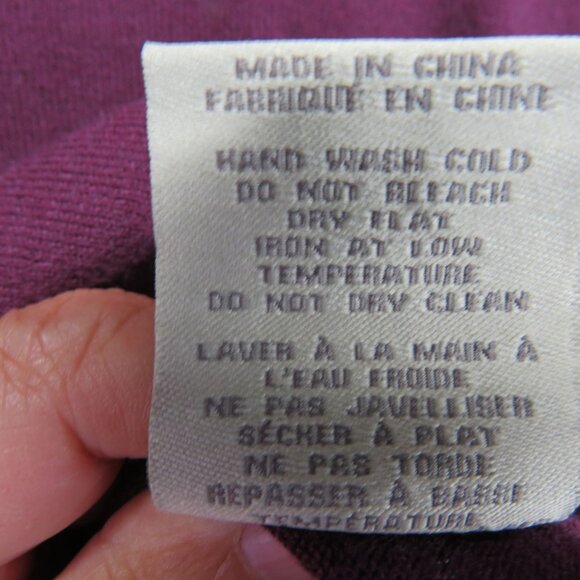 MADE IN CHINA
FABRIQUÉ EN CHINE
HAND WASH COLD
DO NOT BLEACH
DRY FLAT
IRON AT LOW
TEMPERATURE
DO NOT DRY CLEAN
LAVER À LA MAIN À
L'EAU FROIDE
NE PAS JAVELLISER
SÉCHER À PLAT
NE PAS TORDE
REPASSER À BASSE
TEMPÉRATURE